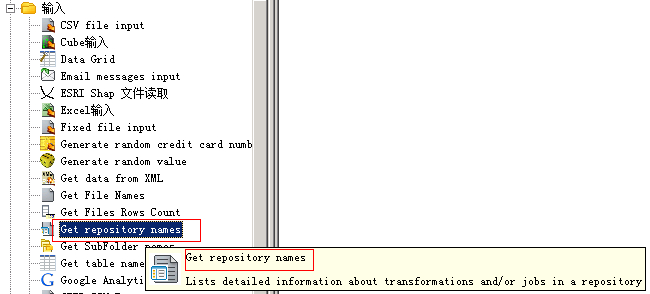 输入
CSV file input
Cube输入
Data Grid
Email messages input
ESRI Shap 文件读取
Excel输入
Fixed file input
Generate random credit card numb
Generate random value
Get data from XML
Get File Names
Get Files Rows Count
Get repository names
Get SubFolder names
Get table name
Google Analyti
Get repository names
Lists detailed information about transformations and/or jobs in a repository